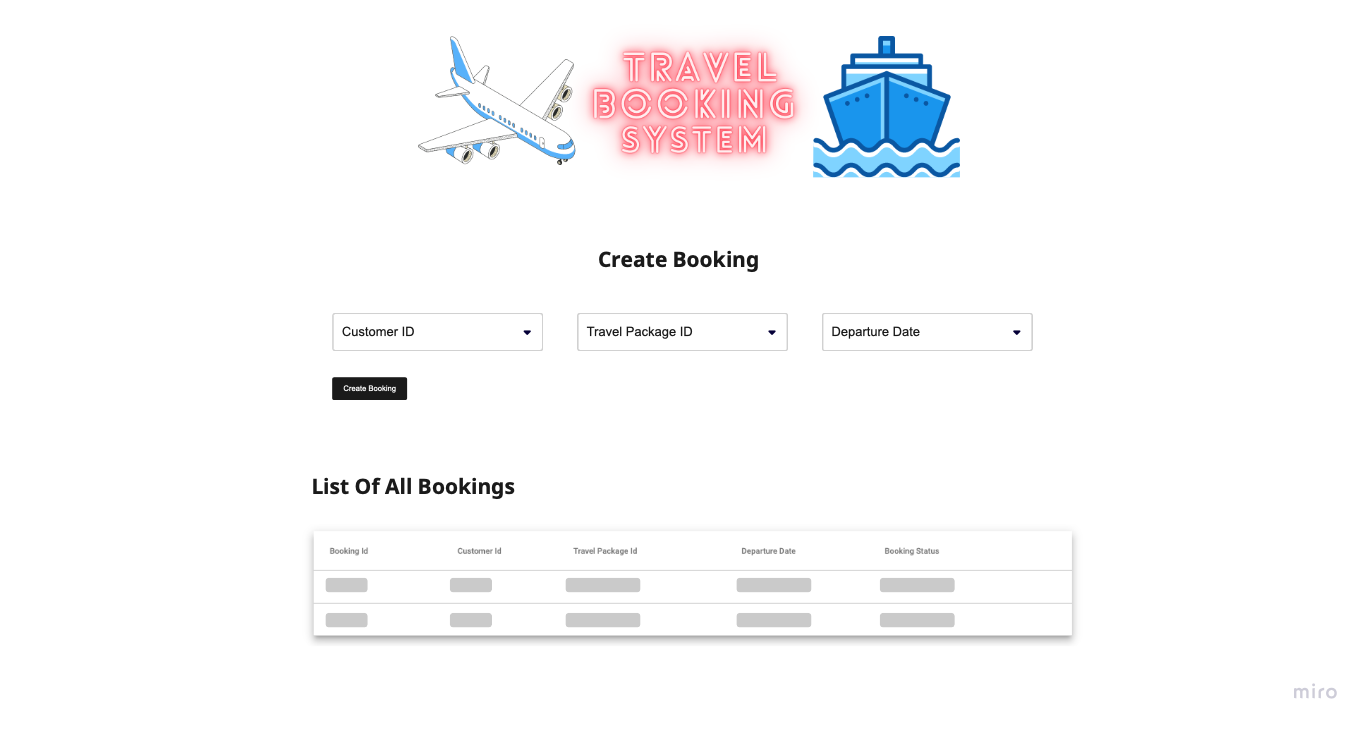 TRAVEL
BOOKING
SYSTEM
Create Booking
Customer ID
Travel Package ID
Departure Date
Create Booking
List Of All Bookings
Booking Id
Customer Id
Travel Package Id
Departure Date
Booking Status
miro